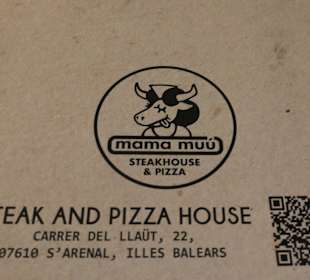 mama muú
STEAKHOUSE
& PIZZA
TEAK AND PIZZA HOUSE
CARRER DEL LLAÜT, 22,
07610 S'ARENAL, ILLES BALEARS